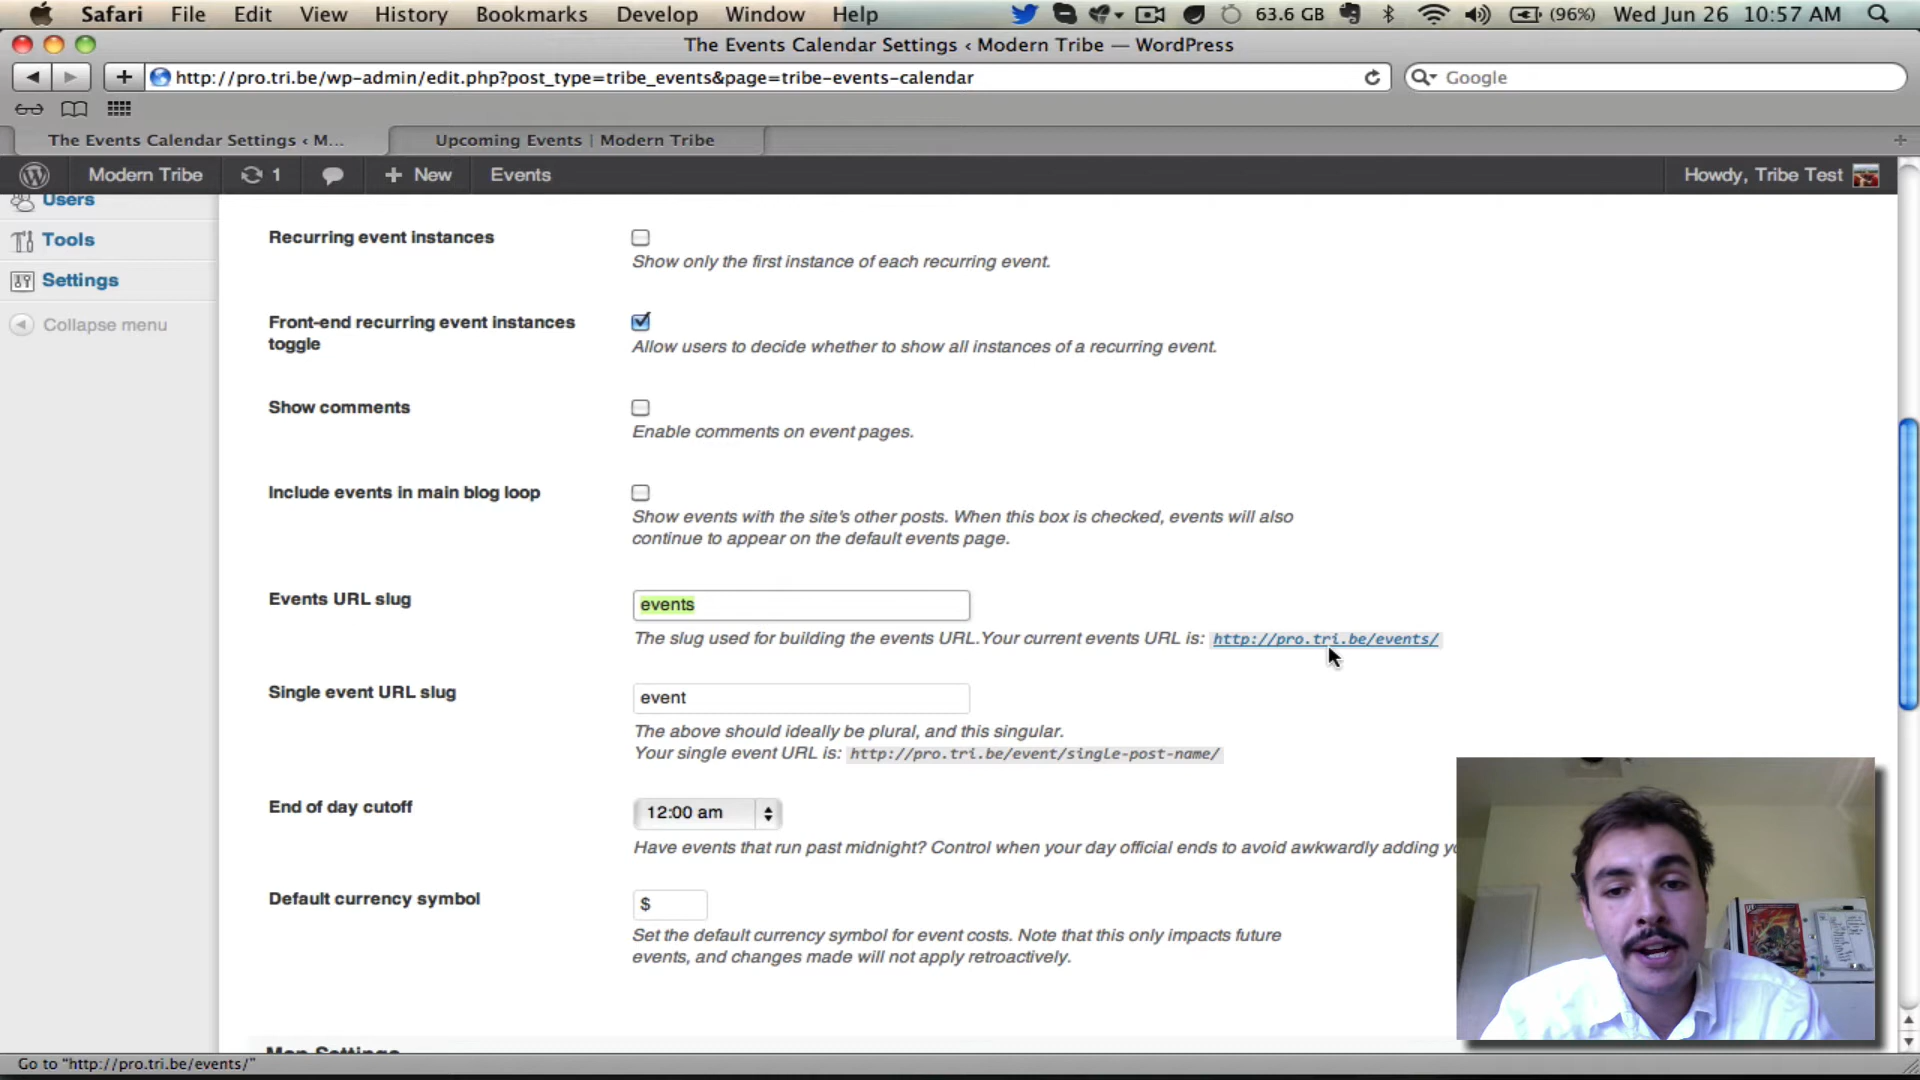 Safari File Edit View History Bookmarks Develop Window Help 63.6 GB (96%) Wed Jun 26 10:57 AM
The Events Calendar Settings ‹ Modern Tribe — WordPress
http://pro.tri.be/wp-admin/edit.php?post_type=tribe_events&page=tribe-events-calendar Google
The Events Calendar Settings ‹ M... Upcoming Events | Modern Tribe
Modern Tribe 1 + New Events Howdy, Tribe Test
Users
Tools
Settings
Collapse menu
Recurring event instances
Show only the first instance of each recurring event.
Front-end recurring event instances
toggle
Allow users to decide whether to show all instances of a recurring event.
Show comments
Enable comments on event pages.
Include events in main blog loop
Show events with the site's other posts. When this box is checked, events will also
continue to appear on the default events page.
Events URL slug
events
The slug used for building the events URL.Your current events URL is: http://pro.tri.be/events/
Single event URL slug
event
The above should ideally be plural, and this singular.
Your single event URL is: http://pro.tri.be/event/single-post-name/
End of day cutoff
12:00 am
Have events that run past midnight? Control when your day official ends to avoid awkwardly adding
Default currency symbol
$
Set the default currency symbol for event costs. Note that this only impacts future
events, and changes made will not apply retroactively.
Map Settings
Go to "http://pro.tri.be/events/"